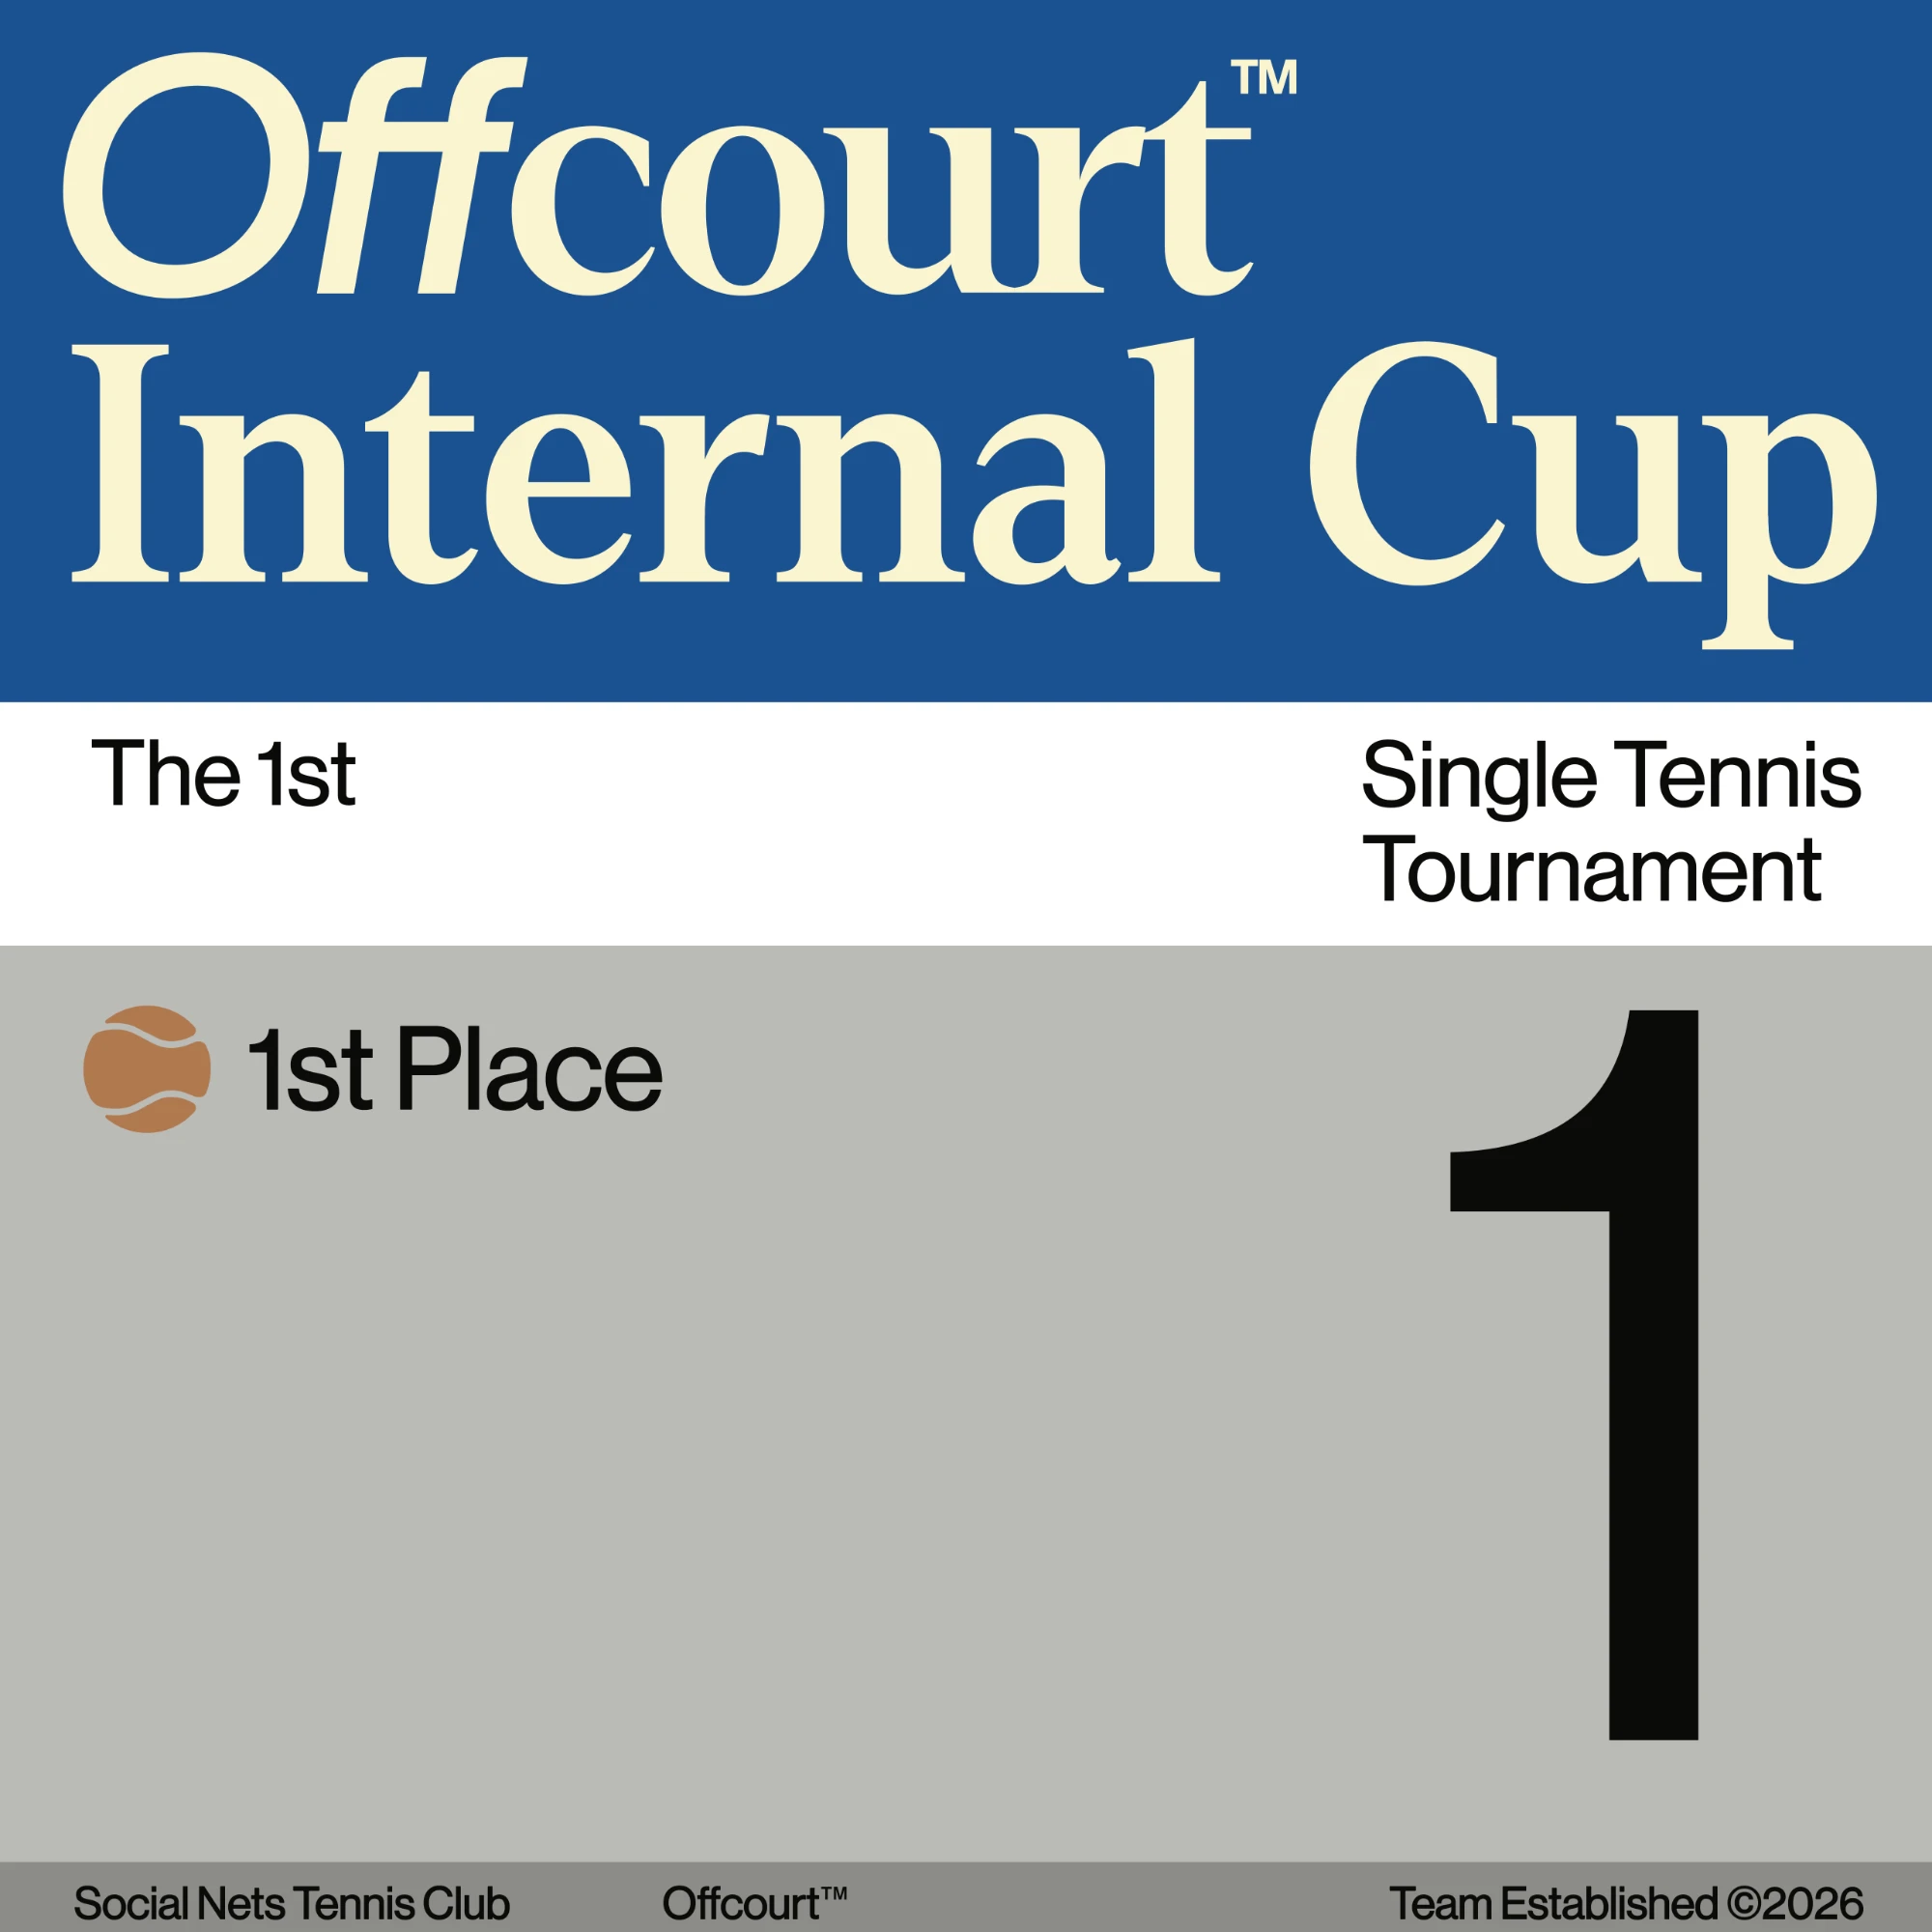 Offcourt™
Internal Cup
The 1st
Single Tennis
Tournament
1st Place
1
Social Nets Tennis Club
Offcourt™
Team Established ©2026